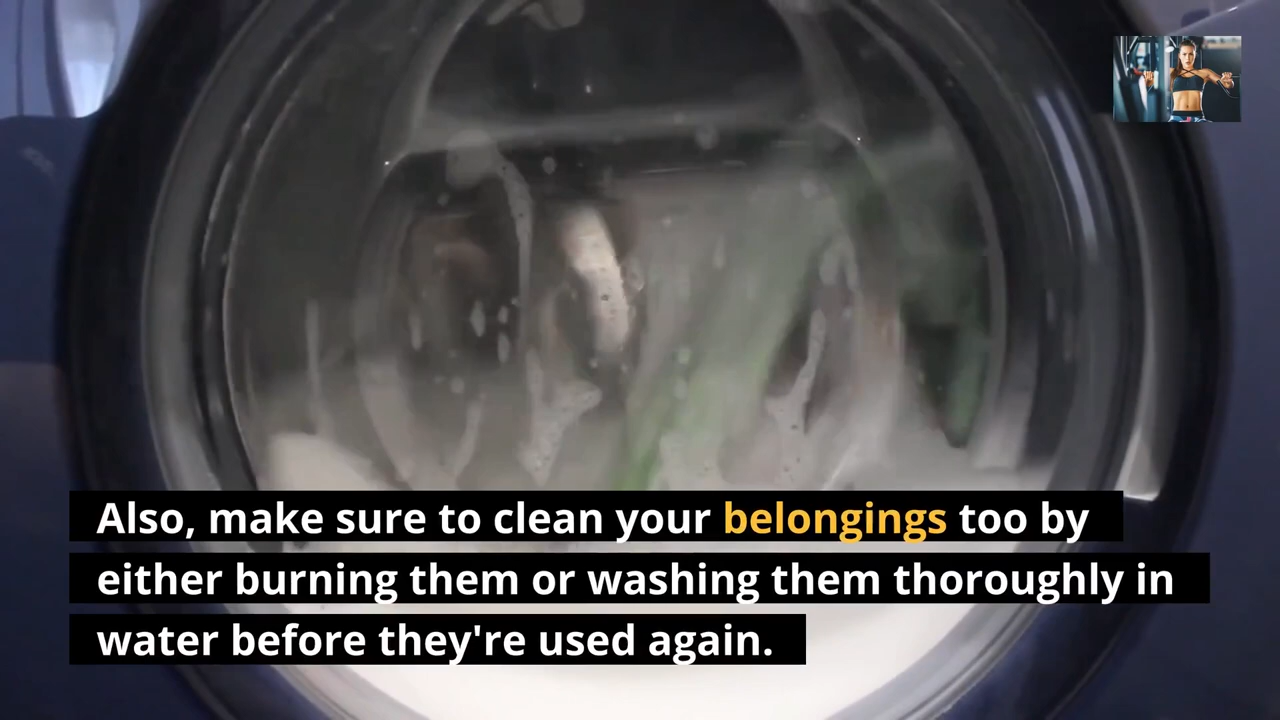 Also, make sure to clean your belongings too by
either burning them or washing them thoroughly in
water before they're used again.